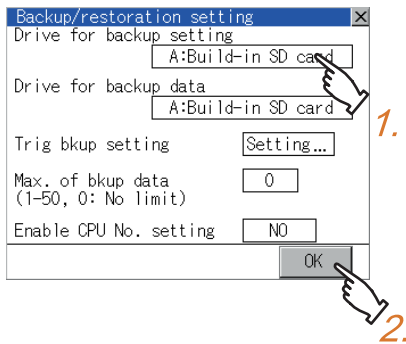 Backup/restoration setting
Drive for backup setting
A:Build-in SD card
Drive for backup data
A:Build-in SD card
1.
Trig bkup setting Setting...
Max. of bkup data 0
(1-50, 0: No limit)
Enable CPU No. setting NO
OK
2.